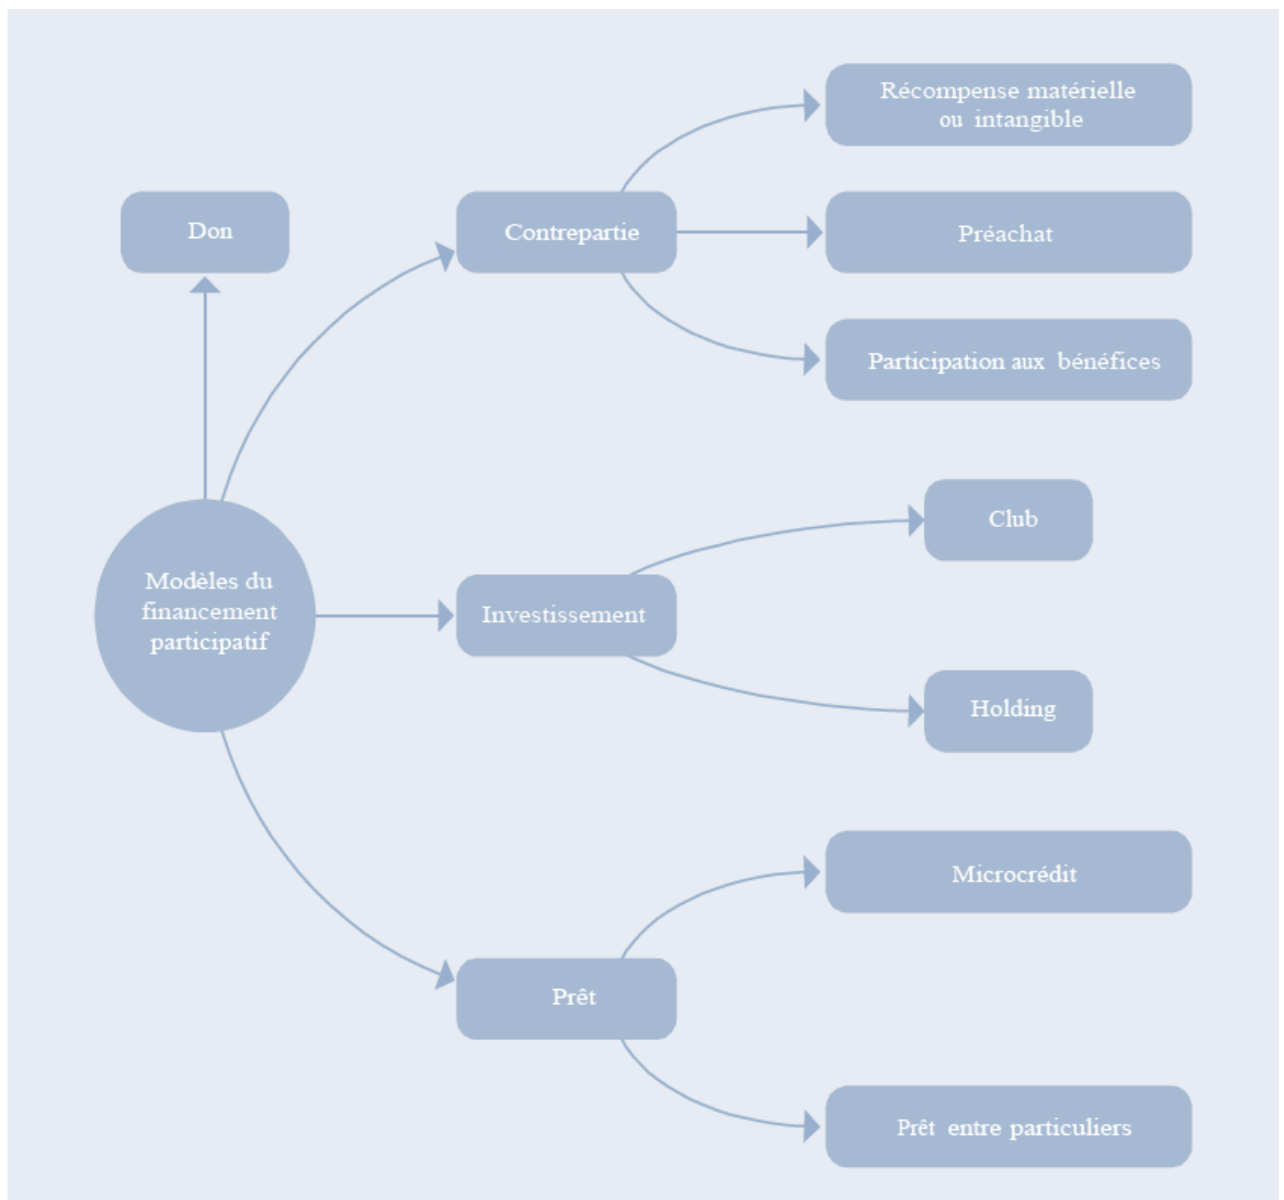 Récompense matérielle
ou intangible
Don
Contrepartie
Préachat
Participation aux bénéfices
Club
Modèles du
financement
participatif
Investissement
Holding
Microcrédit
Prêt
Prêt entre particuliers